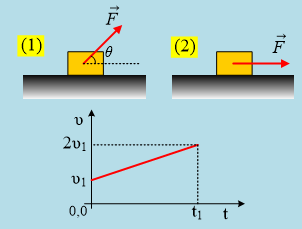 (1) F⃗ θ
(2) F⃗
υ
2υ₁
υ₁
0,0 t₁ t